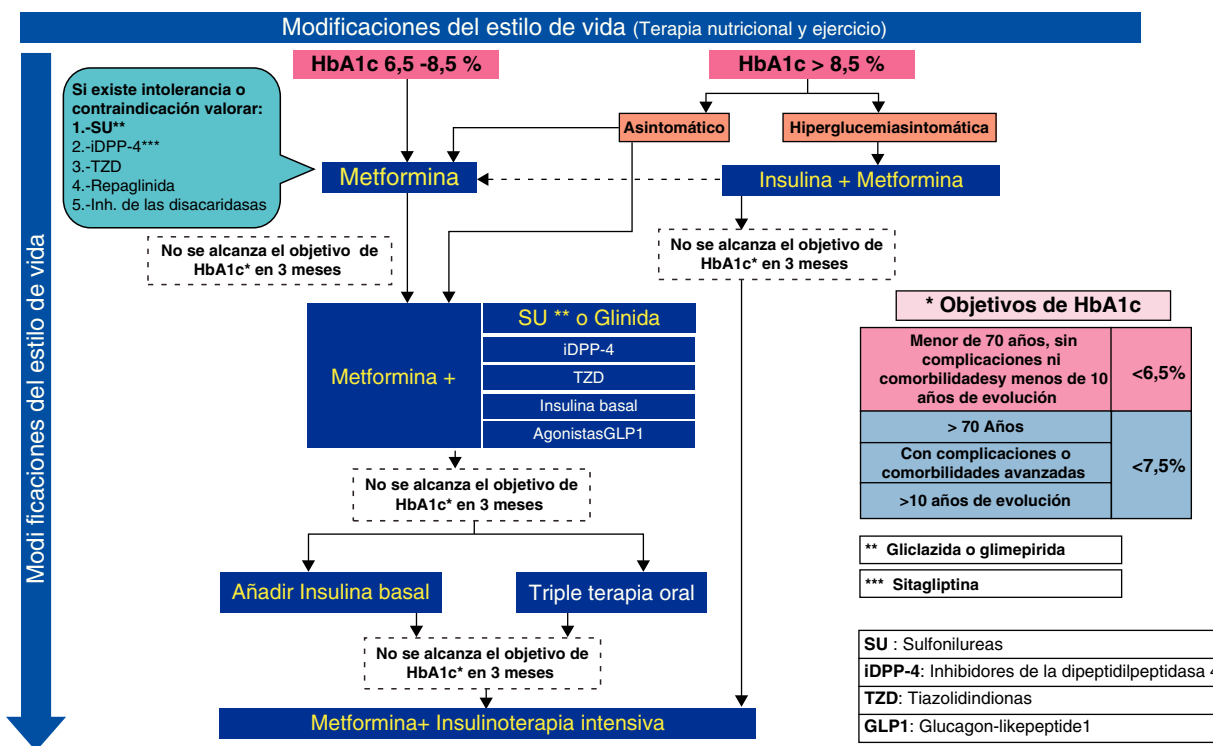 Modificaciones del estilo de vida (Terapia nutricional y ejercicio)
Modi ficaciones del estilo de vida
HbA1c 6,5 -8,5 %
HbA1c > 8,5 %
Si existe intolerancia o
contraindicación valorar:
1.-SU**
2.-iDPP-4***
3.-TZD
4.-Repaglinida
5.-Inh. de las disacaridasas
Asintomático
Hiperglucemiasintomática
Metformina
Insulina + Metformina
No se alcanza el objetivo de
HbA1c* en 3 meses
No se alcanza el objetivo de
HbA1c* en 3 meses
Metformina +
SU ** o Glinida
iDPP-4
TZD
Insulina basal
AgonistasGLP1
No se alcanza el objetivo de
HbA1c* en 3 meses
Añadir Insulina basal
Triple terapia oral
No se alcanza el objetivo de
HbA1c* en 3 meses
Metformina+ Insulinoterapia intensiva
* Objetivos de HbA1c
Menor de 70 años, sin
complicaciones ni
comorbilidadesy menos de 10
años de evolución
<6,5%
> 70 Años
Con complicaciones o
comorbilidades avanzadas
>10 años de evolución
<7,5%
** Gliclazida o glimepirida
*** Sitagliptina
SU : Sulfonilureas
iDPP-4: Inhibidores de la dipeptidilpeptidasa 4
TZD: Tiazolidindionas
GLP1: Glucagon-likepeptide1